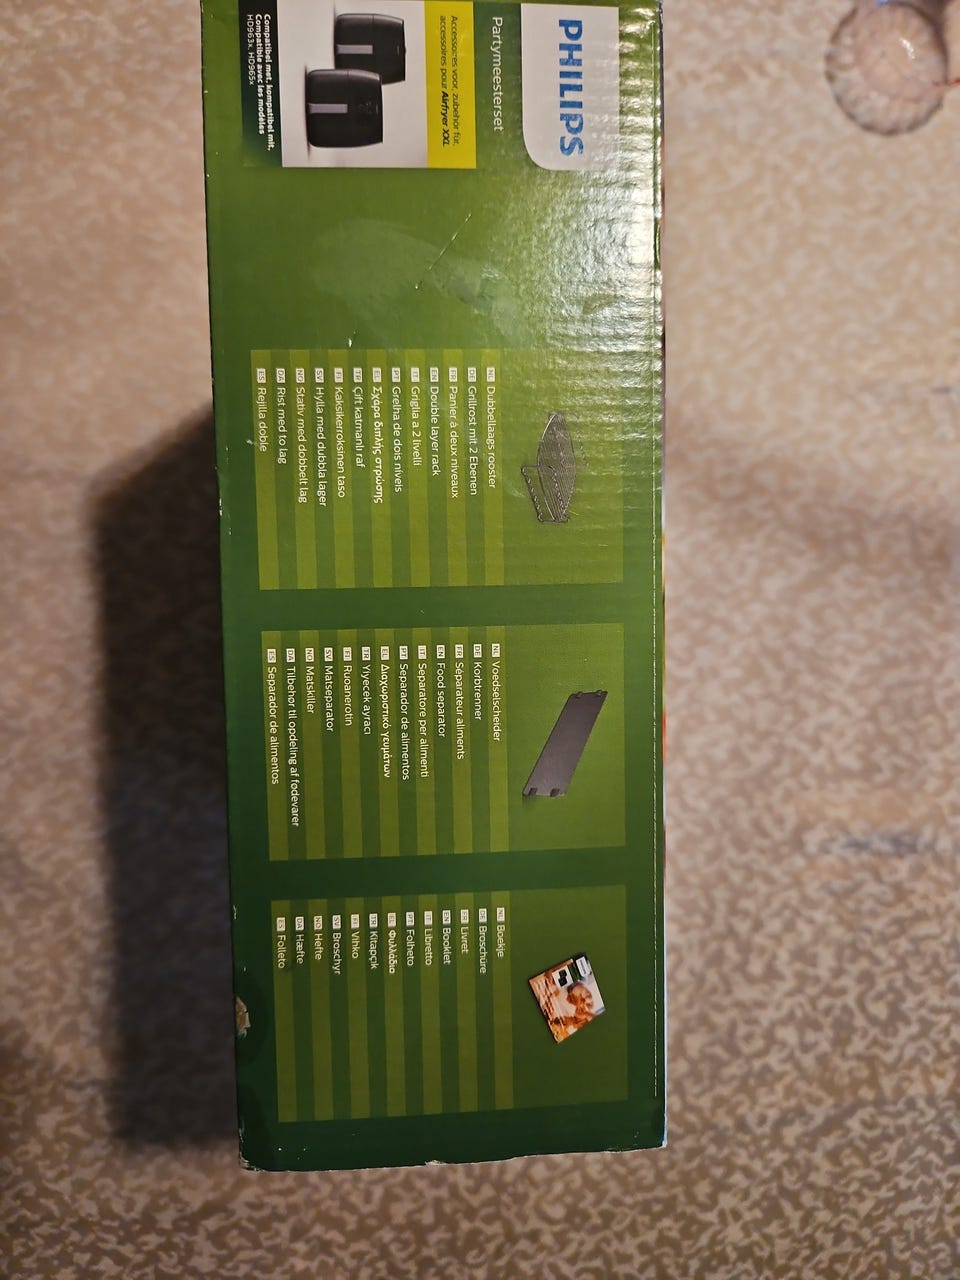 PHILIPS
Partymeesterset
Accessoires voor, zubehör für,
accessoires pour Airfryer XXL
Compatibel met, kompatibel mit,
Compatible avec les modèles
HD963x, HD965x
NL Dubbellaags rooster
DE Grillrost mit 2 Ebenen
FR Panier à deux niveaux
EN Double layer rack
IT Griglia a 2 livelli
PT Grelha de dois níveis
EL Σχάρα διπλής στρώσης
TR Çift katmanlı raf
FI Kaksikerroksinen taso
SV Hylla med dubbla lager
NO Stativ med dobbelt lag
DA Rist med to lag
ES Rejilla doble
NL Voedselscheider
DE Korbtrenner
FR Séparateur aliments
EN Food separator
IT Separatore per alimenti
PT Separador de alimentos
EL Διαχωριστικό γευμάτων
TR Yiyecek ayracı
FI Ruoanerotin
SV Matseparator
NO Matskiller
DA Tilbehør til opdeling af fødevarer
ES Separador de alimentos
NL Boekje
DE Broschüre
FR Livret
EN Booklet
IT Libretto
PT Folheto
EL Φυλλάδιο
TR Kitapçık
FI Vihko
SV Broschyr
NO Hefte
DA Hæfte
ES Folleto